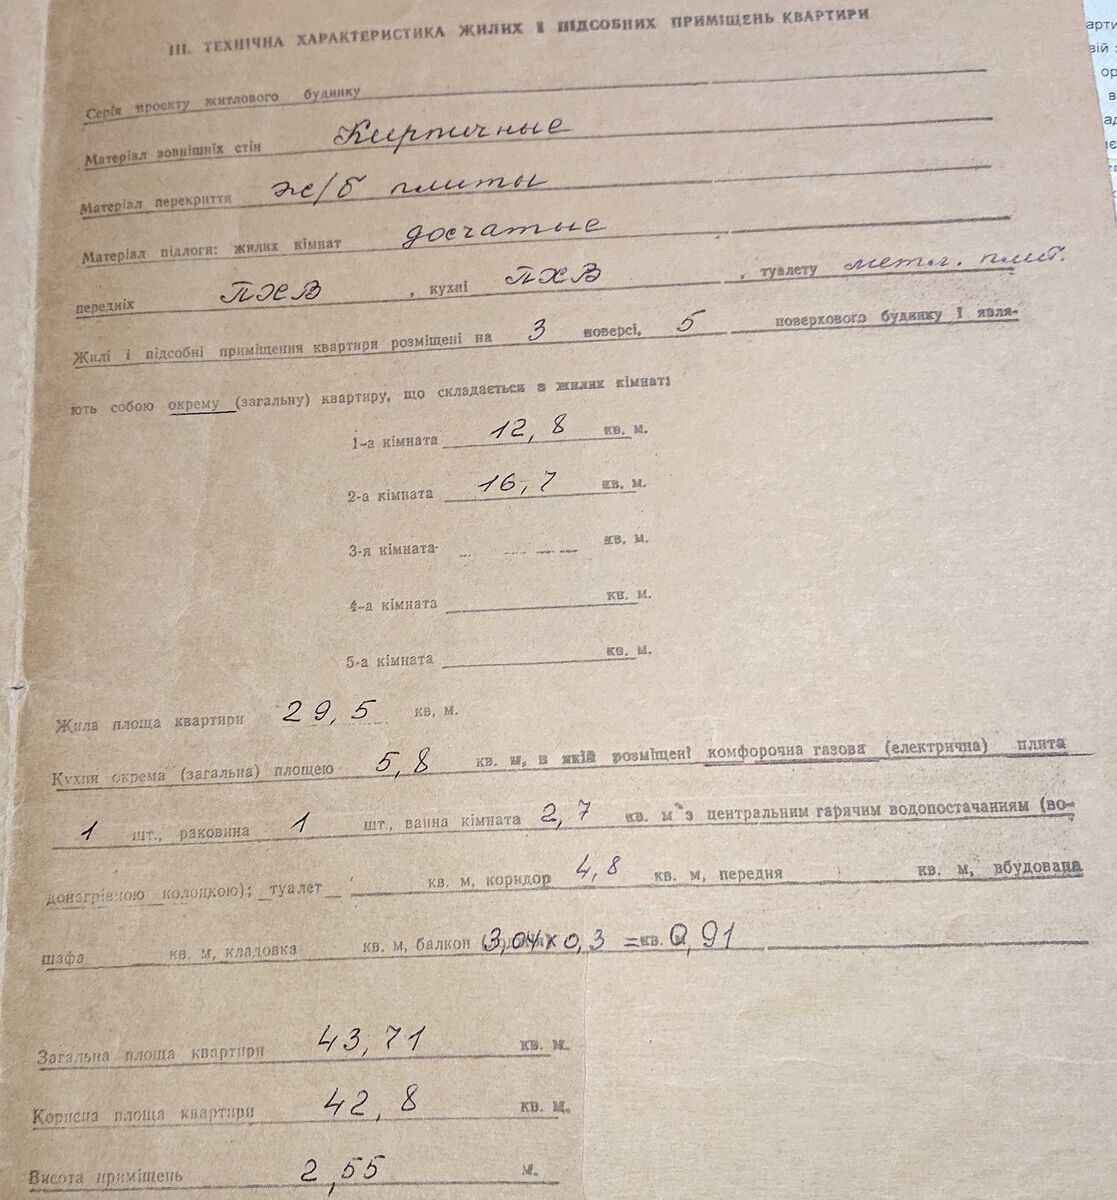 III. ТЕХНІЧНА ХАРАКТЕРИСТИКА ЖИЛИХ І ПІДСОБНИХ ПРИМІЩЕНЬ КВАРТИРИ
Серія проекту житлового будинку
Матеріал зовнішніх стін Кирпичные
Матеріал перекриття ж/б плиты
Матеріал підлоги: жилих кімнат досчатые
передніх ПХВ , кухні ПХВ , туалету метл. плит.
Жилі і підсобні приміщення квартири розміщені на 3 поверсі, 5 поверхового будинку і явля-
ють собою окрему (загальну) квартиру, що складається з жилих кімнат:
1-а кімната 12,8 кв. м.
2-а кімната 16,7 кв. м.
3-я кімната кв. м.
4-а кімната кв. м.
5-а кімната кв. м.
Жила площа квартири 29,5 кв. м.
Кухня окрема (загальна) площею 5,8 кв. м, в якій розміщені комфорочна газова (електрична) плита
1 шт., раковина 1 шт., ванна кімната 2,7 кв. м з центральним гарячим водопостачанням (во-
донагрівною колонкою); туалет кв. м, коридор 4,8 кв. м, передня кв. м, вбудована
шафа кв. м, кладовка кв. м, балкон 3,04х0,3 = кв. м 0,91
Загальна площа квартири 43,71 кв. м.
Корисна площа квартири 42,8 кв. м.
Висота приміщень 2,55 м.